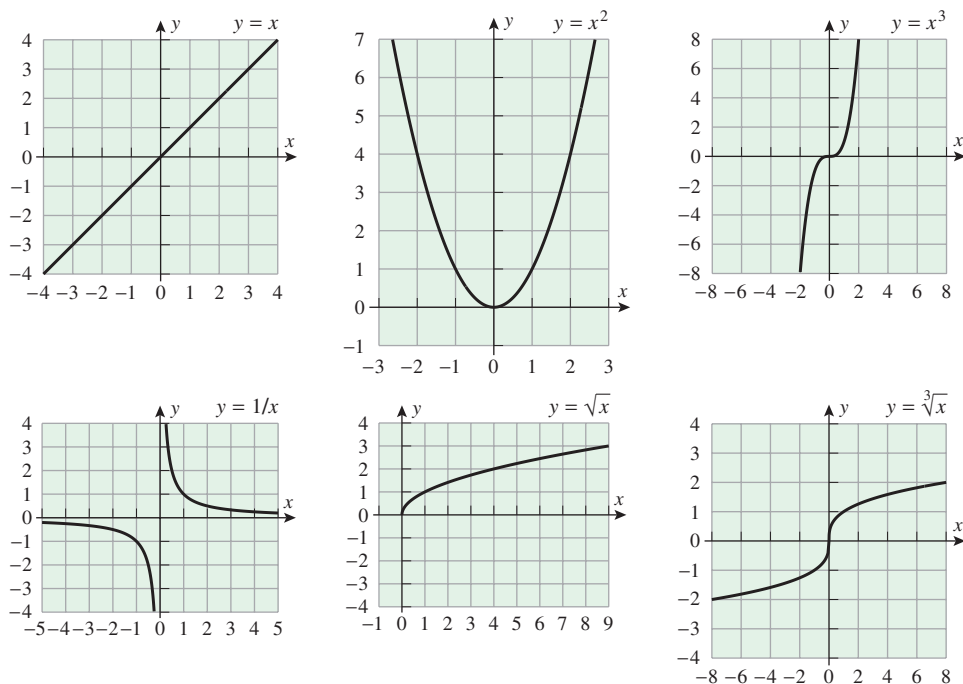 y = x
y
4
3
2
1
0
−1
−2
−3
−4
x
−4 −3 −2 −1 0 1 2 3 4
y = x²
y
7
6
5
4
3
2
1
0
−1
x
−3 −2 −1 0 1 2 3
y = x³
y
8
6
4
2
0
−2
−4
−6
−8
x
−8 −6 −4 −2 0 2 4 6 8
y = 1/x
y
4
3
2
1
0
−1
−2
−3
−4
x
−5 −4 −3 −2 −1 0 1 2 3 4 5
y = √x
y
4
3
2
1
0
−1
−2
−3
−4
x
−1 0 1 2 3 4 5 6 7 8 9
y = ∛x
y
4
3
2
1
0
−1
−2
−3
−4
x
−8 −6 −4 −2 0 2 4 6 8